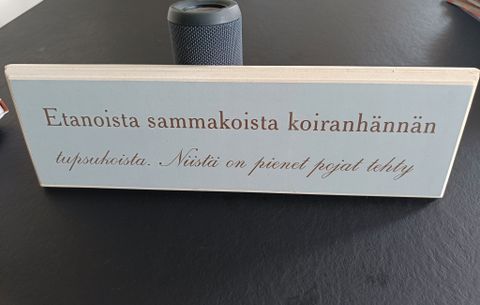 Etanoista sammakoista koiranhännän
tupsukoista. Niistä on pienet pojat tehty